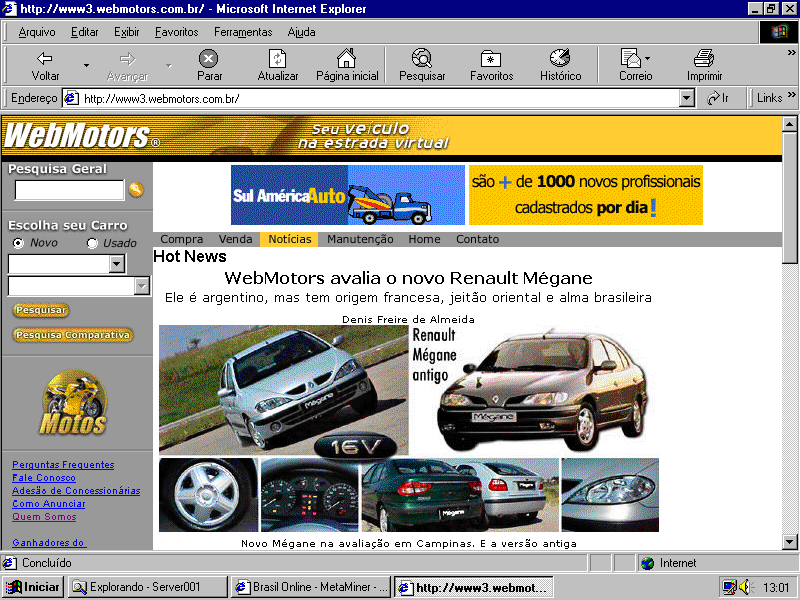 http://www3.webmotors.com.br/ - Microsoft Internet Explorer
Arquivo Editar Exibir Favoritos Ferramentas Ajuda
Voltar Avançar Parar Atualizar Página inicial Pesquisar Favoritos Histórico Correio Imprimir »
Endereço http://www3.webmotors.com.br/ Ir Links »
WebMotors®
Seu veículo
na estrada virtual
Pesquisa Geral
Escolha seu Carro
Novo Usado
Pesquisar
Pesquisa Comparativa
Motos
Perguntas Frequentes
Fale Conosco
Adesão de Concessionárias
Como Anunciar
Quem Somos
Ganhadores do
Sul América Auto
são + de 1000 novos profissionais
cadastrados por dia!
Compra Venda Notícias Manutenção Home Contato
Hot News
WebMotors avalia o novo Renault Mégane
Ele é argentino, mas tem origem francesa, jeitão oriental e alma brasileira
Denis Freire de Almeida
Renault
Mégane
antigo
Mégane
Mégane
16V
Mégane
Novo Mégane na avaliação em Campinas. E a versão antiga
Concluído Internet
Iniciar Explorando - Server001 Brasil Online - MetaMiner - ... http://www3.webmot... 13:01